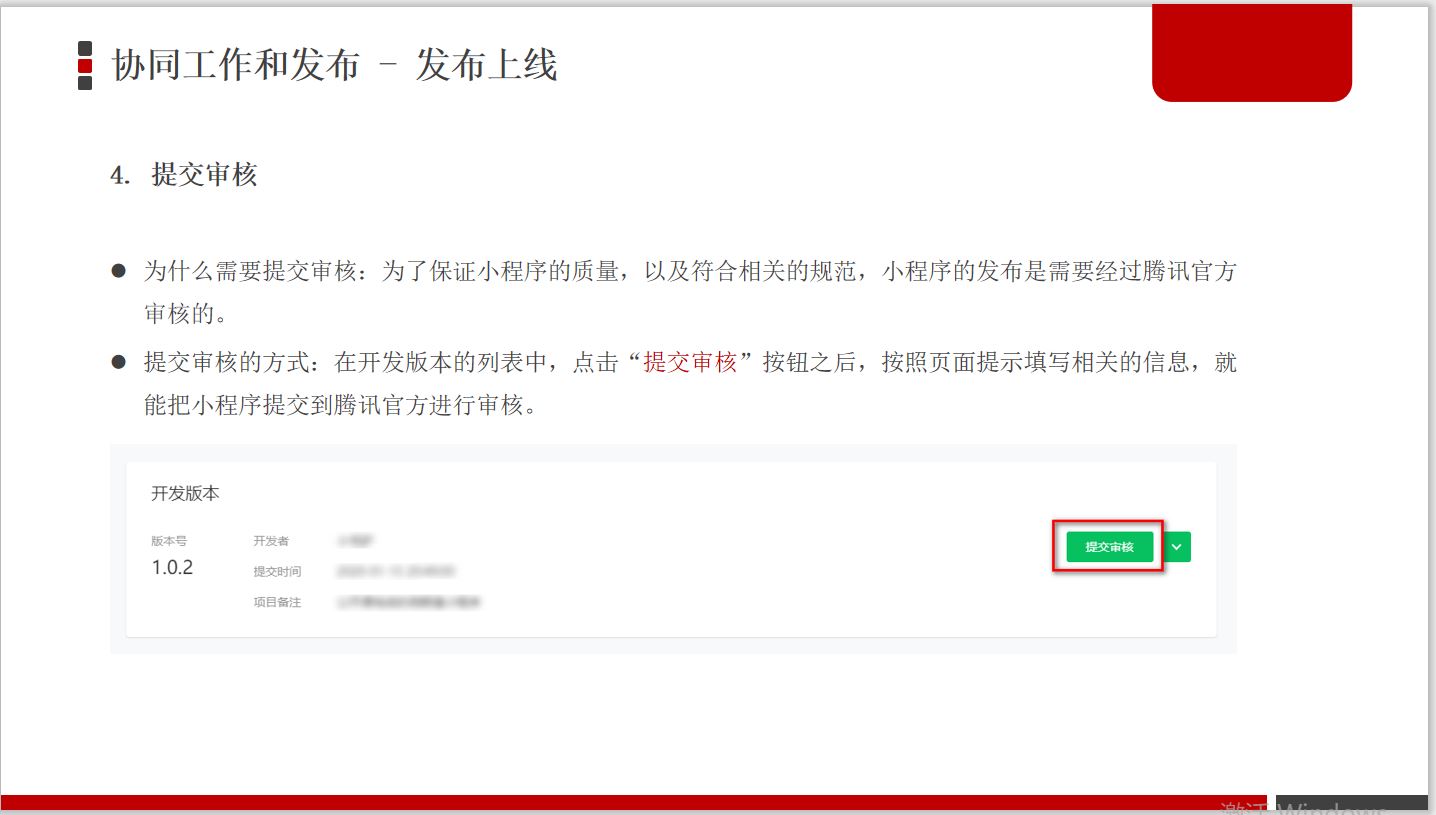 协同工作和发布 - 发布上线
4. 提交审核
● 为什么需要提交审核：为了保证小程序的质量，以及符合相关的规范，小程序的发布是需要经过腾讯官方
审核的。
● 提交审核的方式：在开发版本的列表中，点击“提交审核”按钮之后，按照页面提示填写相关的信息，就
能把小程序提交到腾讯官方进行审核。
开发版本
版本号 开发者
1.0.2 提交审核
提交时间
项目备注
激活 Windows